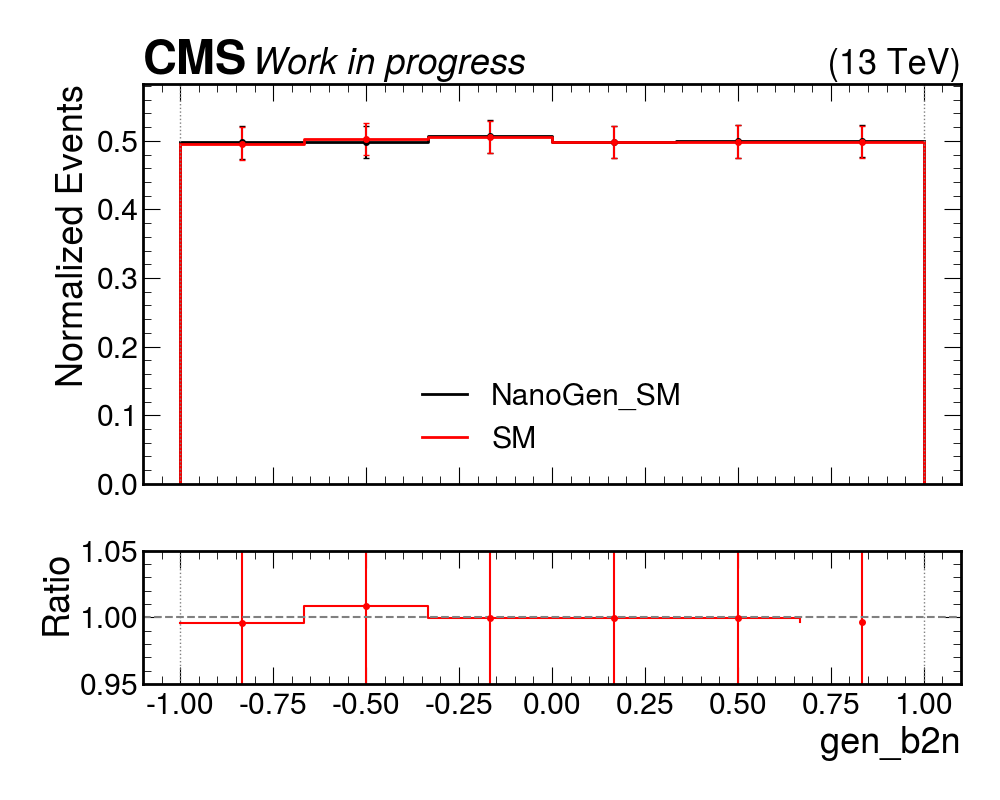 CMS Work in progress (13 TeV)
Normalized Events
0.5
0.4
0.3
0.2
0.1
0.0
NanoGen_SM
SM
Ratio
1.05
1.00
0.95
-1.00 -0.75 -0.50 -0.25 0.00 0.25 0.50 0.75 1.00
gen_b2n